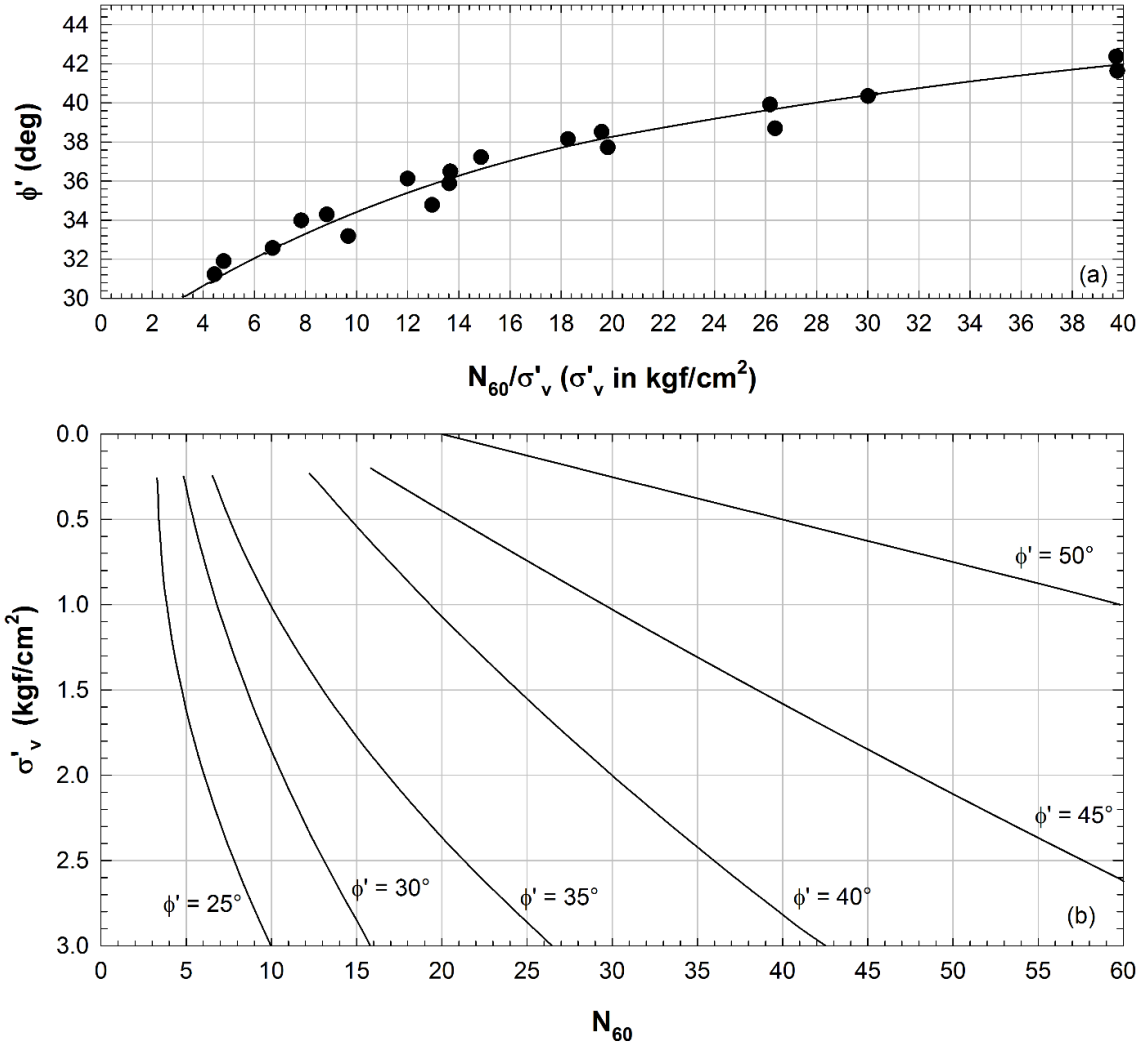 44
42
40
38
36
34
32
30
ϕ' (deg)
(a)
0 2 4 6 8 10 12 14 16 18 20 22 24 26 28 30 32 34 36 38 40
N₆₀/σ'ᵥ (σ'ᵥ in kgf/cm²)
0.0
0.5
1.0
1.5
2.0
2.5
3.0
σ'ᵥ (kgf/cm²)
ϕ' = 50°
ϕ' = 45°
ϕ' = 25°
ϕ' = 30°
ϕ' = 35°
ϕ' = 40°
(b)
0 5 10 15 20 25 30 35 40 45 50 55 60
N₆₀